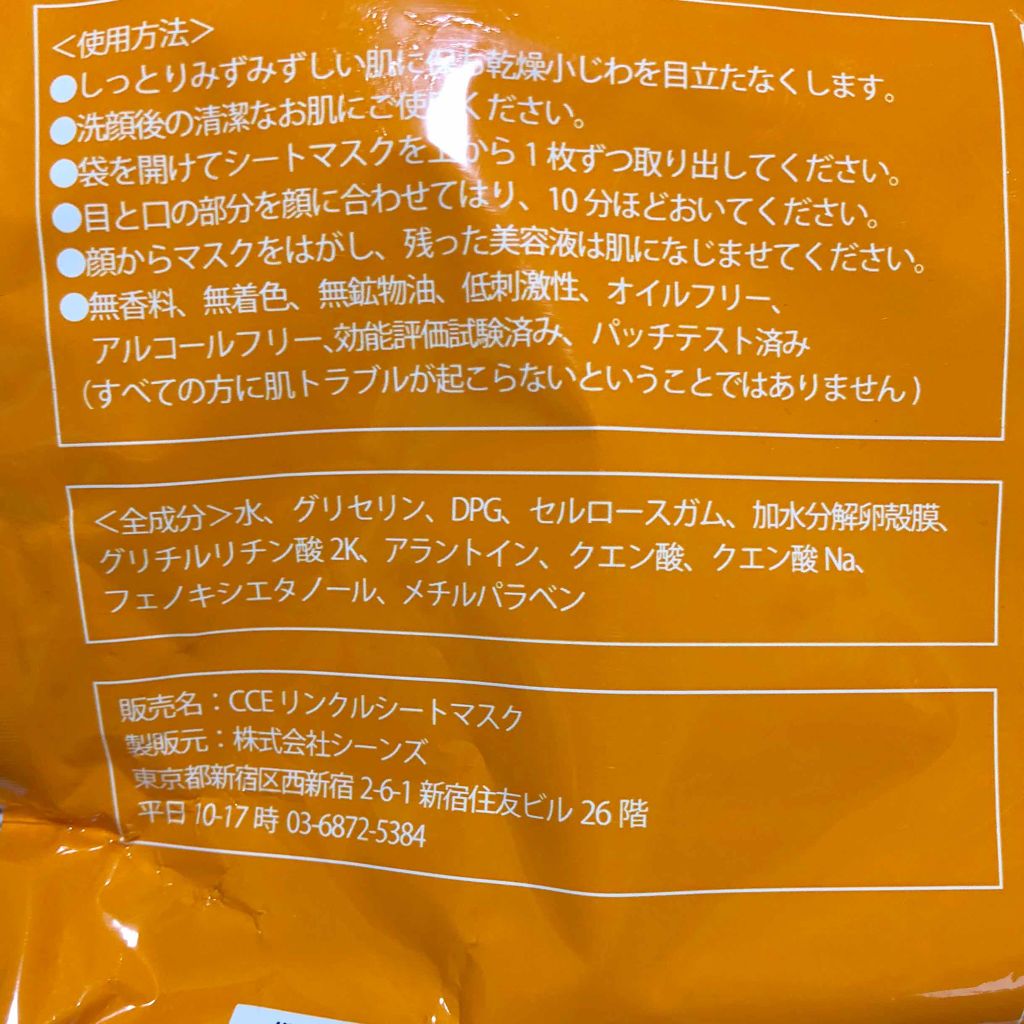 ＜使用方法＞
●しっとりみずみずしい肌に保ち乾燥小じわを目立たなくします。
●洗顔後の清潔なお肌にご使用ください。
●袋を開けてシートマスクを上から1枚ずつ取り出してください。
●目と口の部分を顔に合わせてはり、10分ほどおいてください。
●顔からマスクをはがし、残った美容液は肌になじませてください。
●無香料、無着色、無鉱物油、低刺激性、オイルフリー、
アルコールフリー、効能評価試験済み、パッチテスト済み
（すべての方に肌トラブルが起こらないということではありません）
＜全成分＞水、グリセリン、DPG、セルロースガム、加水分解卵殻膜、
グリチルリチン酸2K、アラントイン、クエン酸、クエン酸Na、
フェノキシエタノール、メチルパラベン
販売名：CCEリンクルシートマスク
製販元：株式会社シーンズ
東京都新宿区西新宿2-6-1新宿住友ビル26階
平日10-17時 03-6872-5384